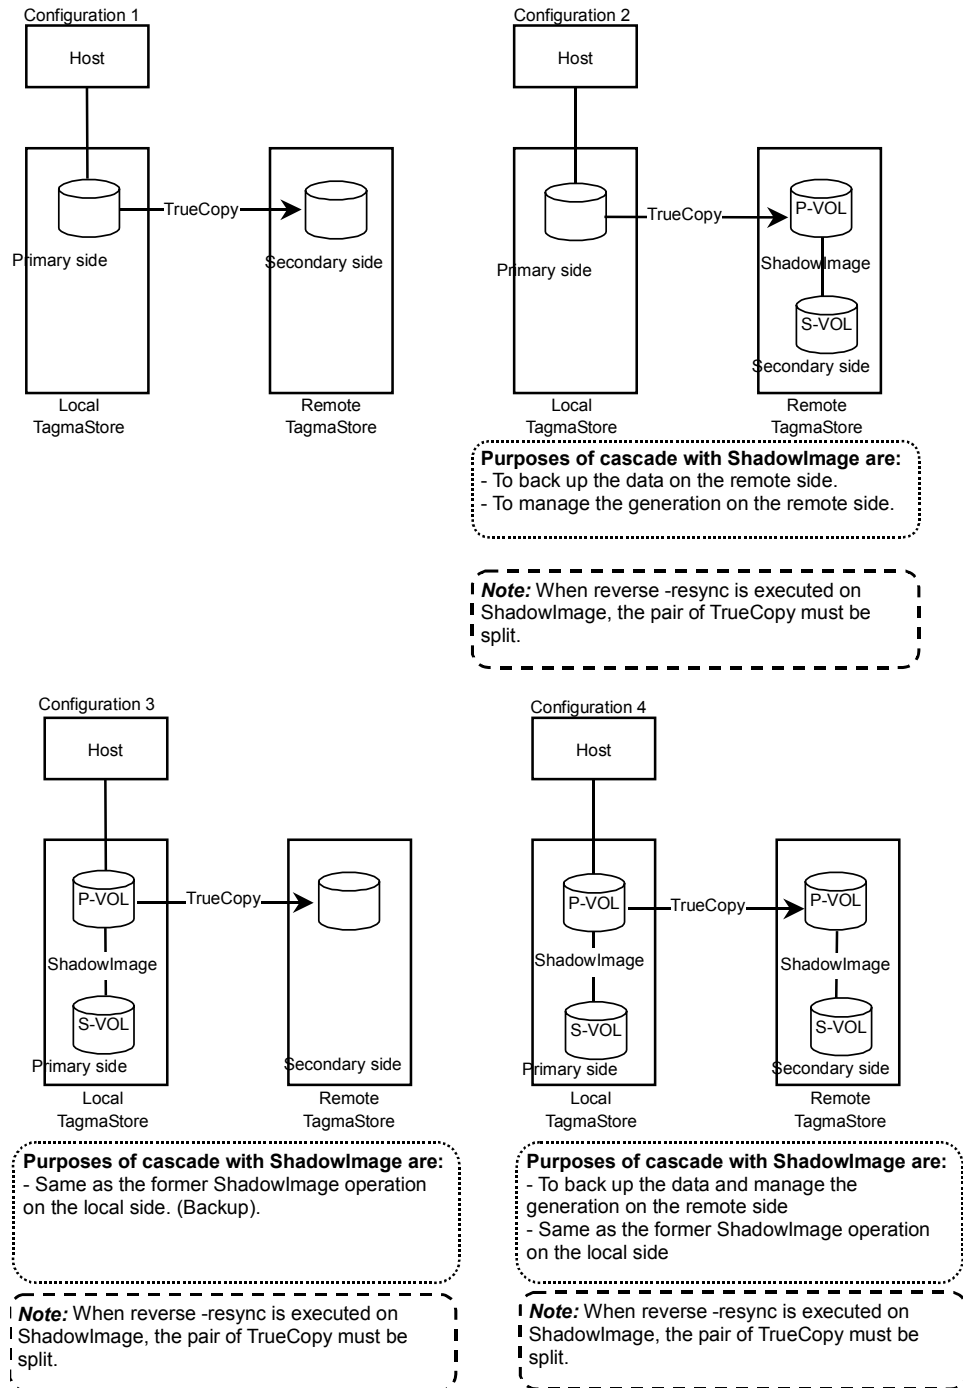 Configuration 1
Host
TrueCopy
Primary side
Secondary side
Local
TagmaStore
Remote
TagmaStore
Configuration 2
Host
TrueCopy
P-VOL
ShadowImage
Primary side
S-VOL
Secondary side
Local
TagmaStore
Remote
TagmaStore
Purposes of cascade with ShadowImage are:
- To back up the data on the remote side.
- To manage the generation on the remote side.
Note: When reverse -resync is executed on
ShadowImage, the pair of TrueCopy must be
split.
Configuration 3
Host
P-VOL
TrueCopy
ShadowImage
S-VOL
Primary side
Secondary side
Local
TagmaStore
Remote
TagmaStore
Purposes of cascade with ShadowImage are:
- Same as the former ShadowImage operation
on the local side. (Backup).
Note: When reverse -resync is executed on
ShadowImage, the pair of TrueCopy must be
split.
Configuration 4
Host
P-VOL
TrueCopy
P-VOL
ShadowImage
ShadowImage
S-VOL
S-VOL
Primary side
Secondary side
Local
TagmaStore
Remote
TagmaStore
Purposes of cascade with ShadowImage are:
- To back up the data and manage the
generation on the remote side
- Same as the former ShadowImage operation
on the local side
Note: When reverse -resync is executed on
ShadowImage, the pair of TrueCopy must be
split.